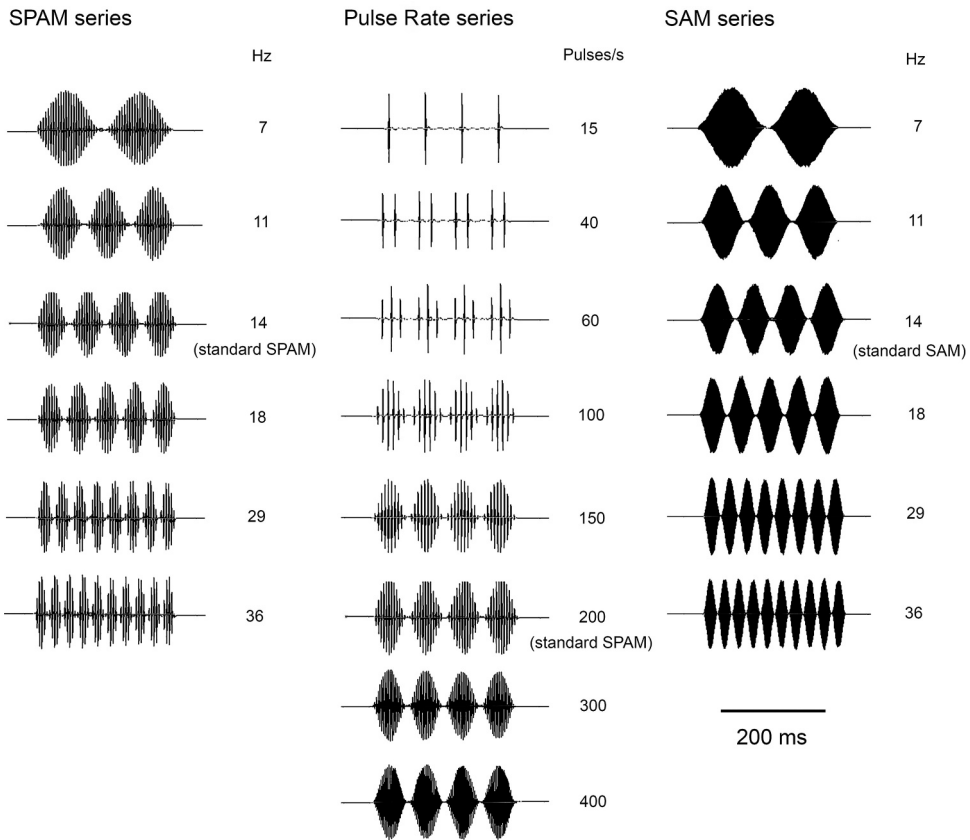 SPAM series
Hz
7
11
14
(standard SPAM)
18
29
36
Pulse Rate series
Pulses/s
15
40
60
100
150
200
(standard SPAM)
300
400
SAM series
Hz
7
11
14
(standard SAM)
18
29
36
200 ms